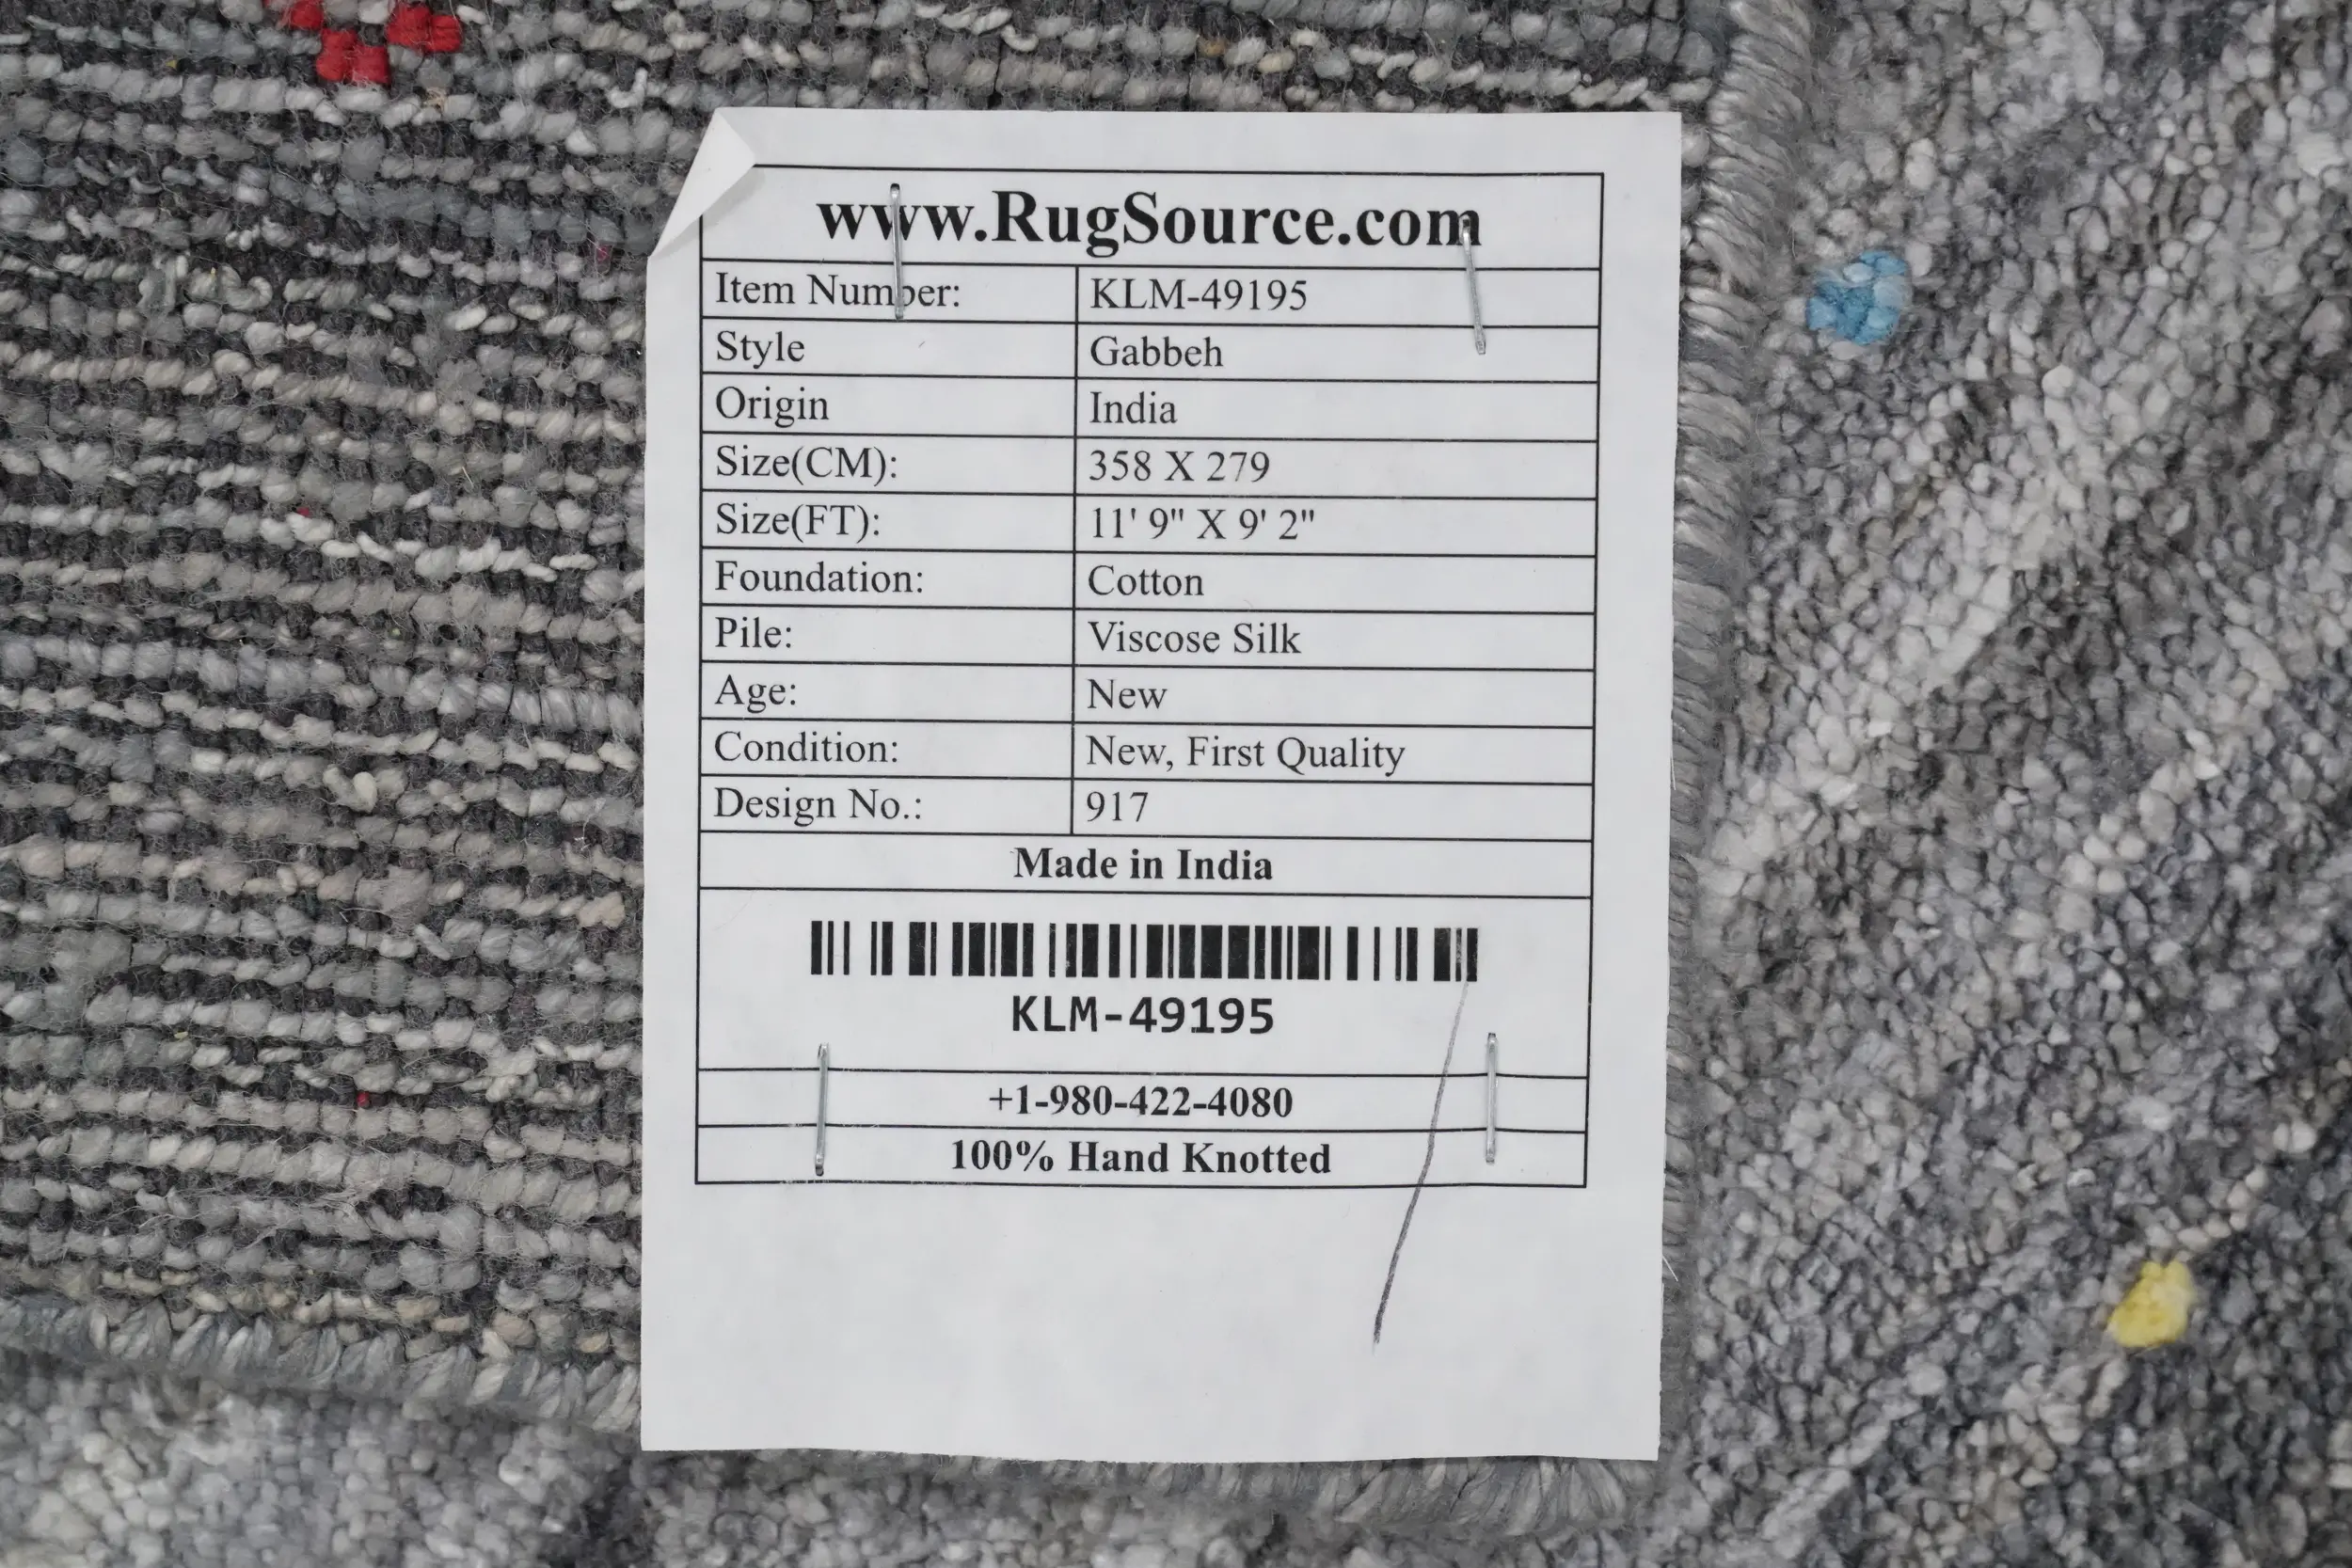 www.RugSource.com
Item Number: KLM-49195
Style Gabbeh
Origin India
Size(CM): 358 X 279
Size(FT): 11' 9" X 9' 2"
Foundation: Cotton
Pile: Viscose Silk
Age: New
Condition: New, First Quality
Design No.: 917
Made in India
KLM-49195
+1-980-422-4080
100% Hand Knotted